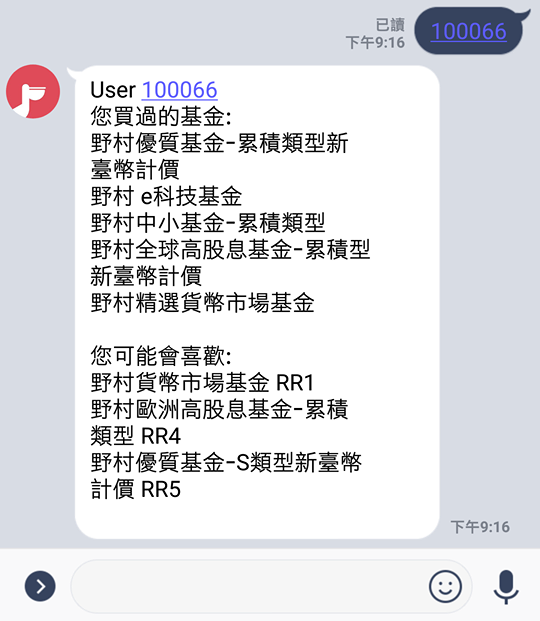 已讀
下午9:16
100066
User 100066
您買過的基金:
野村優質基金-累積類型新
臺幣計價
野村 e科技基金
野村中小基金-累積類型
野村全球高股息基金-累積型
新臺幣計價
野村精選貨幣市場基金
您可能會喜歡:
野村貨幣市場基金 RR1
野村歐洲高股息基金-累積
類型 RR4
野村優質基金-S類型新臺幣
計價 RR5
下午9:16